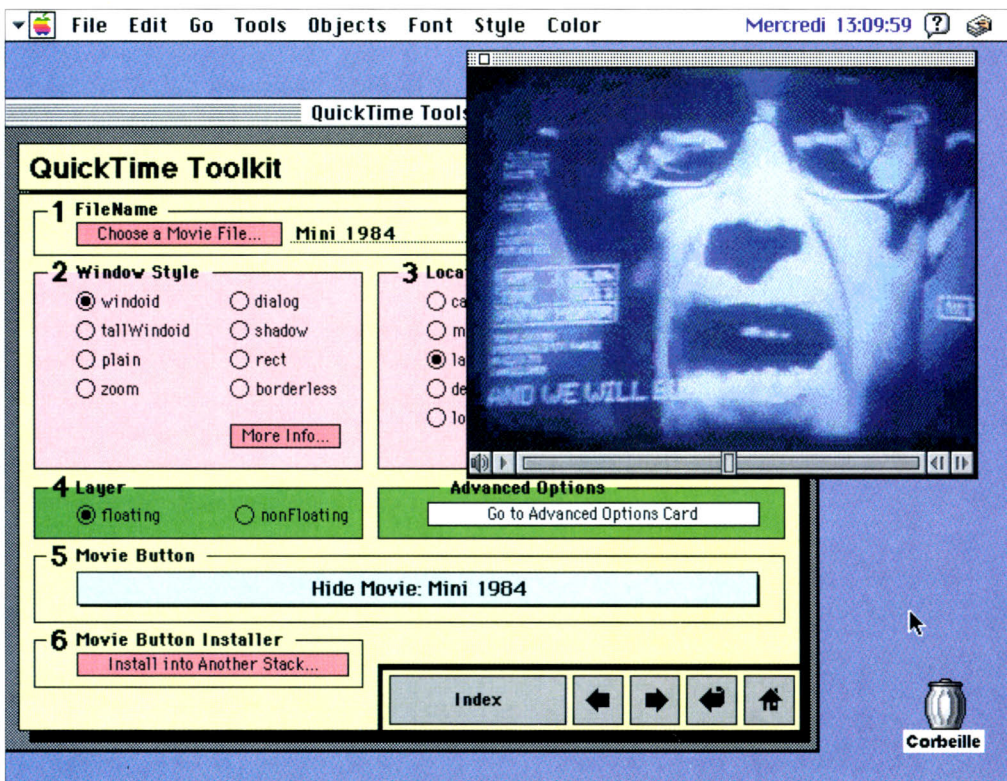 File Edit Go Tools Objects Font Style Color Mercredi 13:09:59
QuickTime Tools
QuickTime Toolkit
1 FileName
Choose a Movie File... Mini 1984
2 Window Style
windoid dialog
tallWindoid shadow
plain rect
zoom borderless
More Info...
3
AND WE WILL
4 Layer
floating nonFloating
Advanced Options
Go to Advanced Options Card
5 Movie Button
Hide Movie: Mini 1984
6 Movie Button Installer
Install into Another Stack...
Index
Corbeille